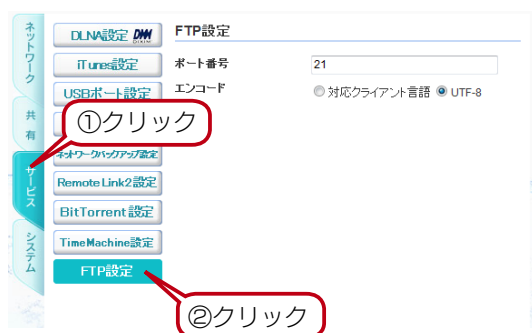 ネットワーク
共有
サービス
システム
DLNA設定 DiXiM
iTunes設定
USBポート設定
ネットワークバックアップ設定
RemoteLink2設定
BitTorrent設定
TimeMachine設定
FTP設定
①クリック
②クリック
FTP設定
ポート番号 21
エンコード 対応クライアント言語 UTF-8